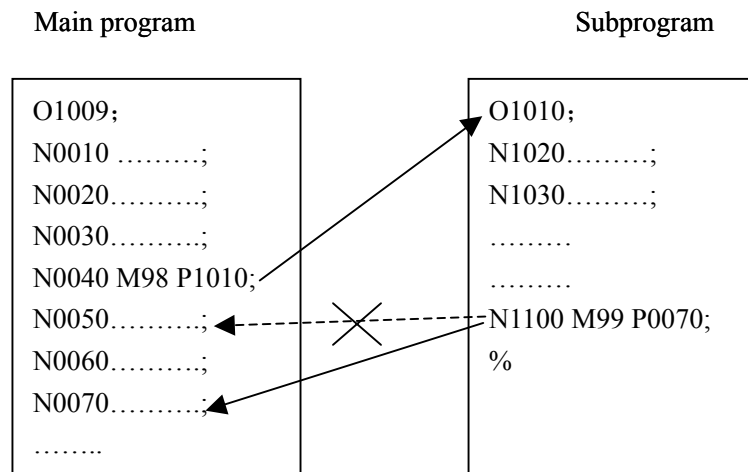 Main program
Subprogram
O1009；
N0010 ………;
N0020………;
N0030………;
N0040 M98 P1010;
N0050………;
N0060………;
N0070………;
……..
O1010；
N1020………;
N1030………;
………
………
N1100 M99 P0070;
%